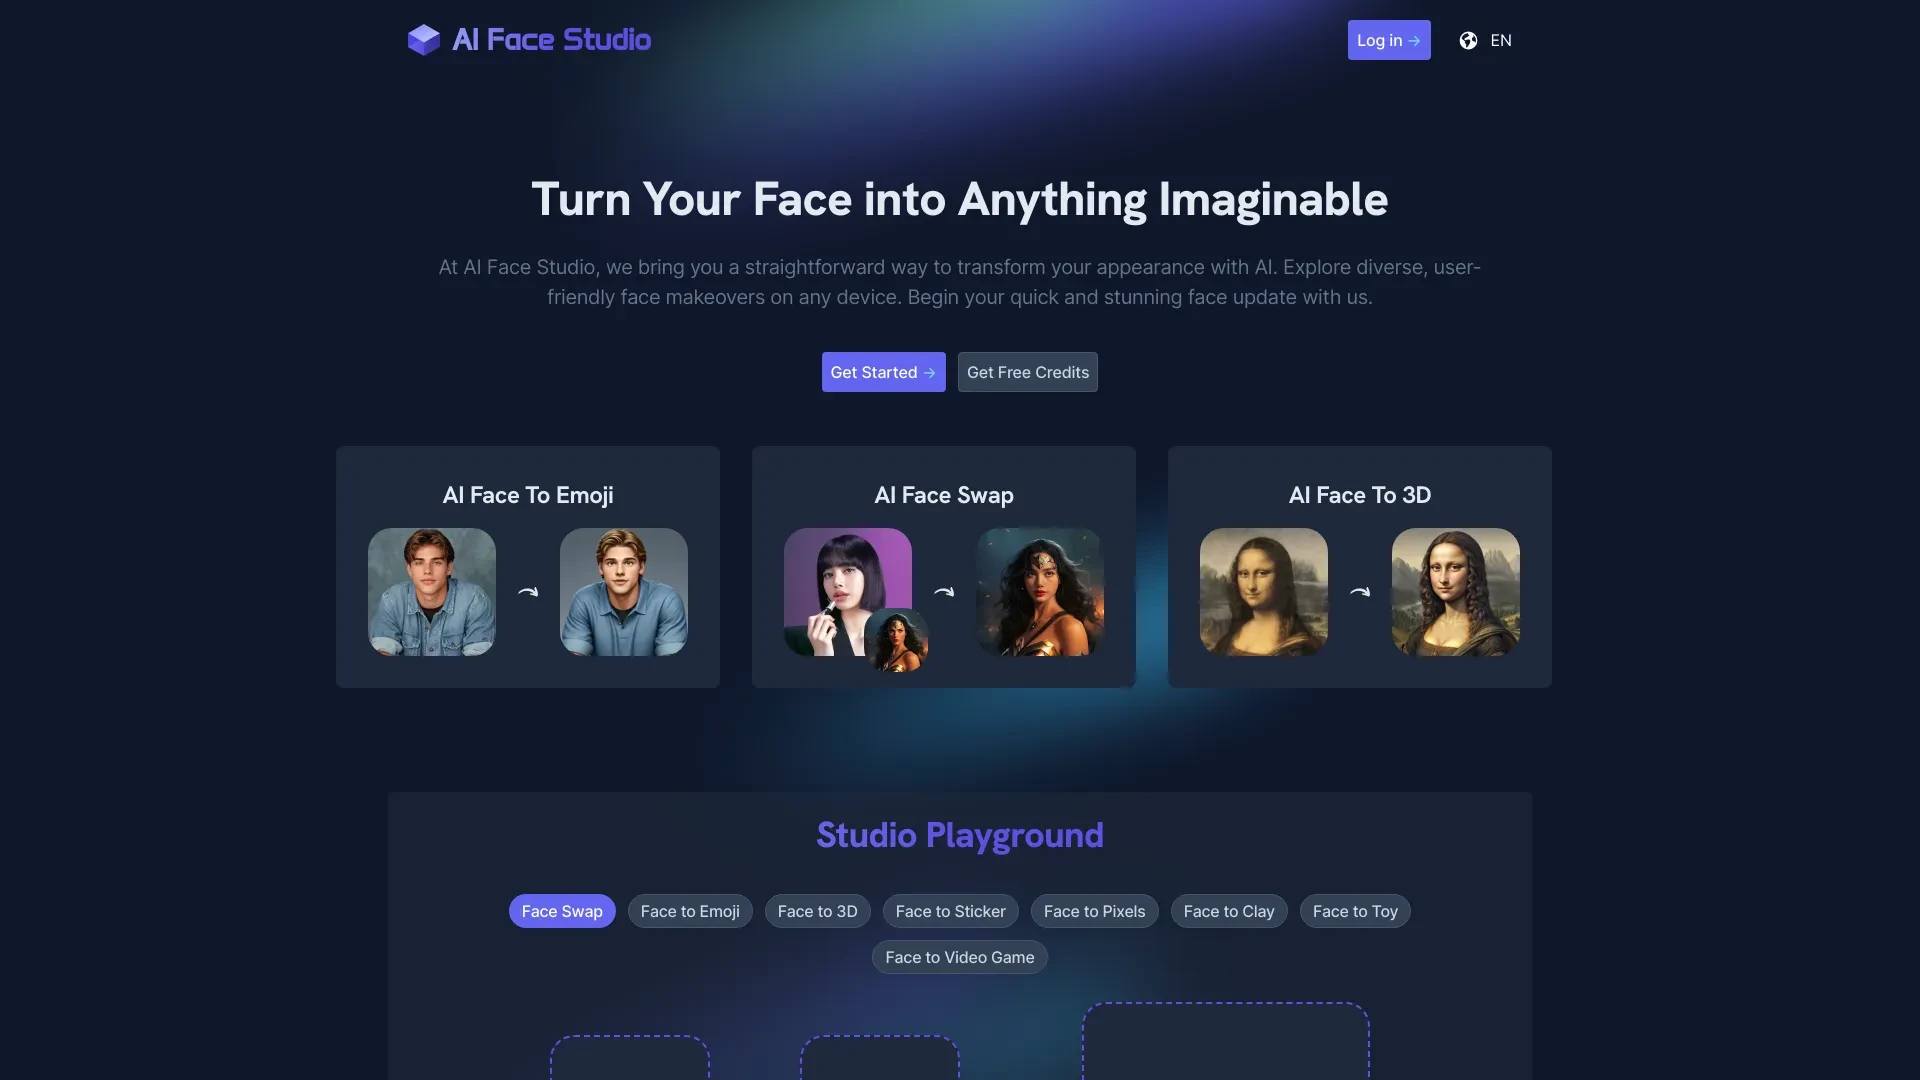 AI Face Studio
Log in →
EN
Turn Your Face into Anything Imaginable
At AI Face Studio, we bring you a straightforward way to transform your appearance with AI. Explore diverse, user-
friendly face makeovers on any device. Begin your quick and stunning face update with us.
Get Started →
Get Free Credits
AI Face To Emoji
AI Face Swap
AI Face To 3D
Studio Playground
Face Swap
Face to Emoji
Face to 3D
Face to Sticker
Face to Pixels
Face to Clay
Face to Toy
Face to Video Game